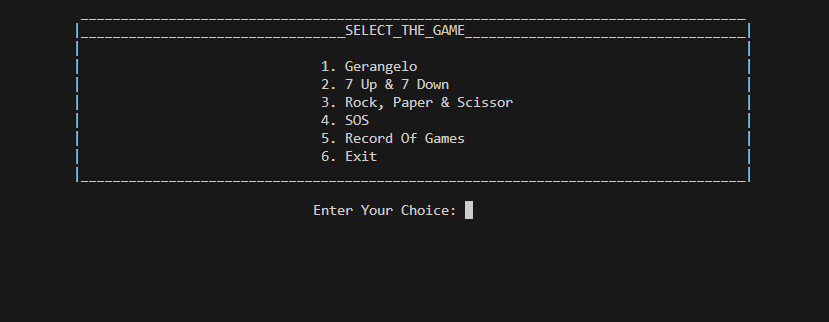 SELECT_THE_GAME
1. Gerangelo
2. 7 Up & 7 Down
3. Rock, Paper & Scissor
4. SOS
5. Record Of Games
6. Exit
Enter Your Choice: